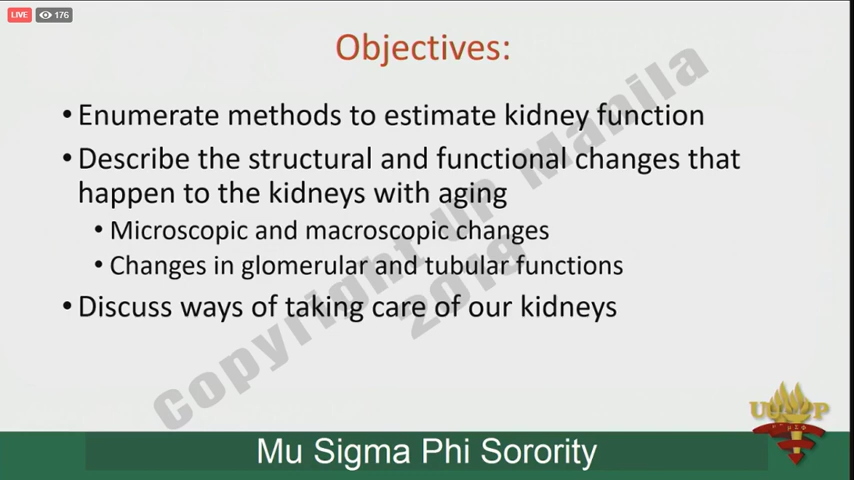 LIVE 176
Objectives:
• Enumerate methods to estimate kidney function
• Describe the structural and functional changes that
happen to the kidneys with aging
• Microscopic and macroscopic changes
• Changes in glomerular and tubular functions
• Discuss ways of taking care of our kidneys
Copyright UP Manila
2019
Mu Sigma Phi Sorority